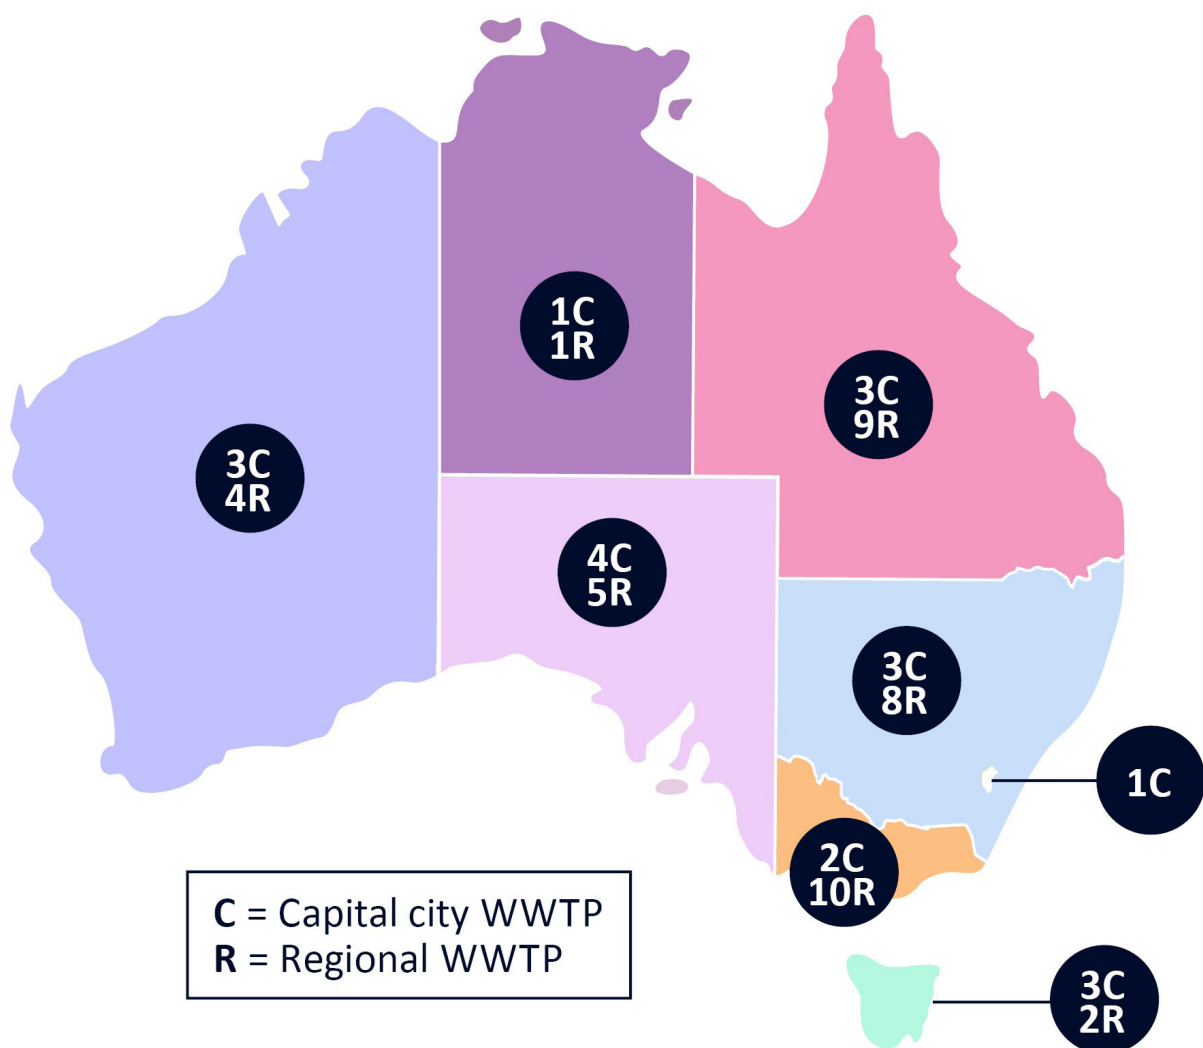 1C
1R
3C
9R
3C
4R
4C
5R
3C
8R
1C
2C
10R
C = Capital city WWTP
R = Regional WWTP
3C
2R